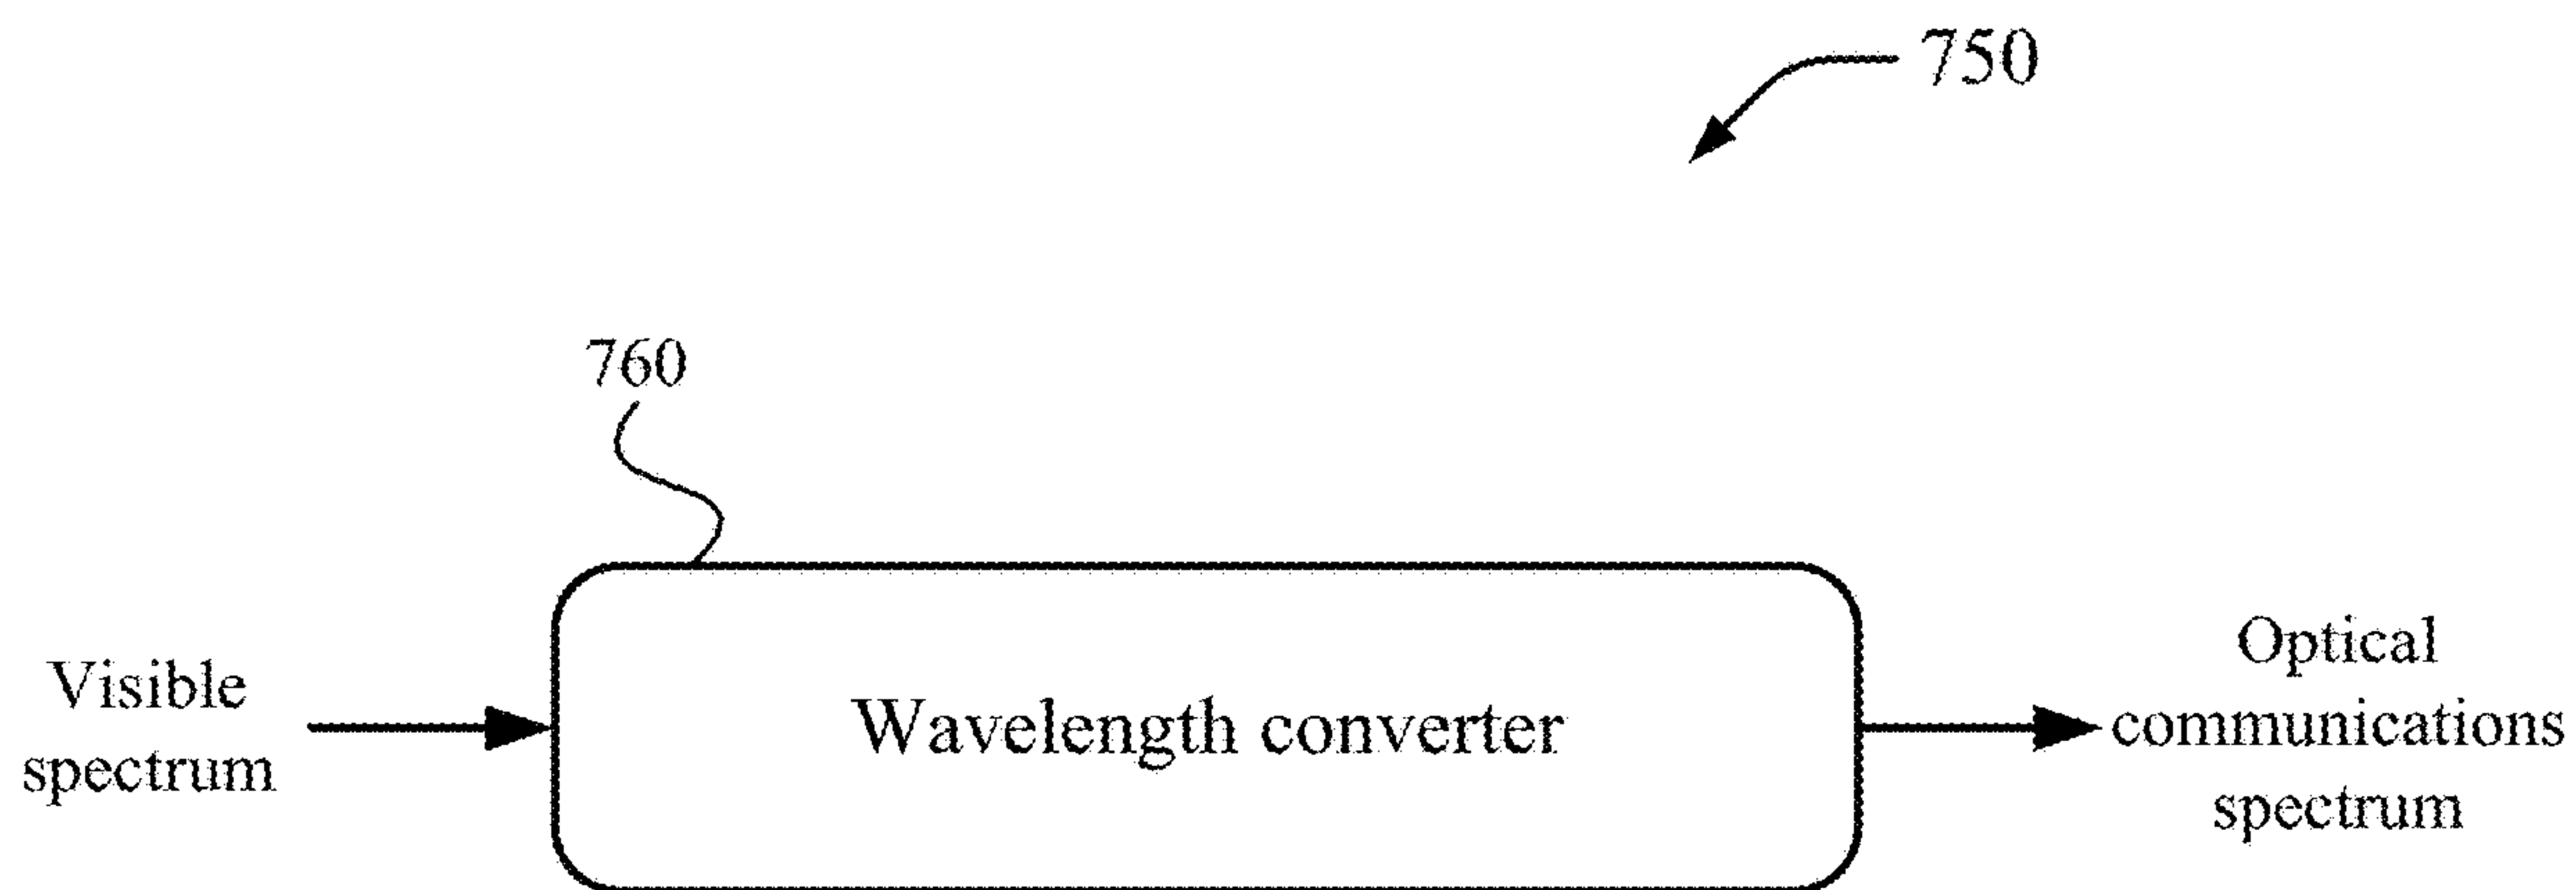 750
760
Visible
spectrum
Wavelength converter
Optical
communications
spectrum